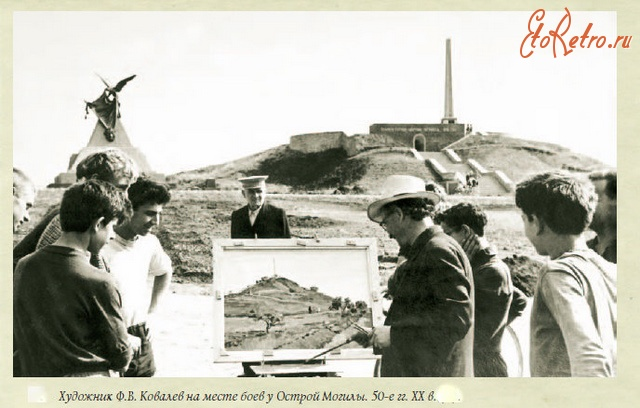 EtoRetro.ru
Художник Ф.В. Ковалев на месте боев у Острой Могилы. 50-е гг. XX в.